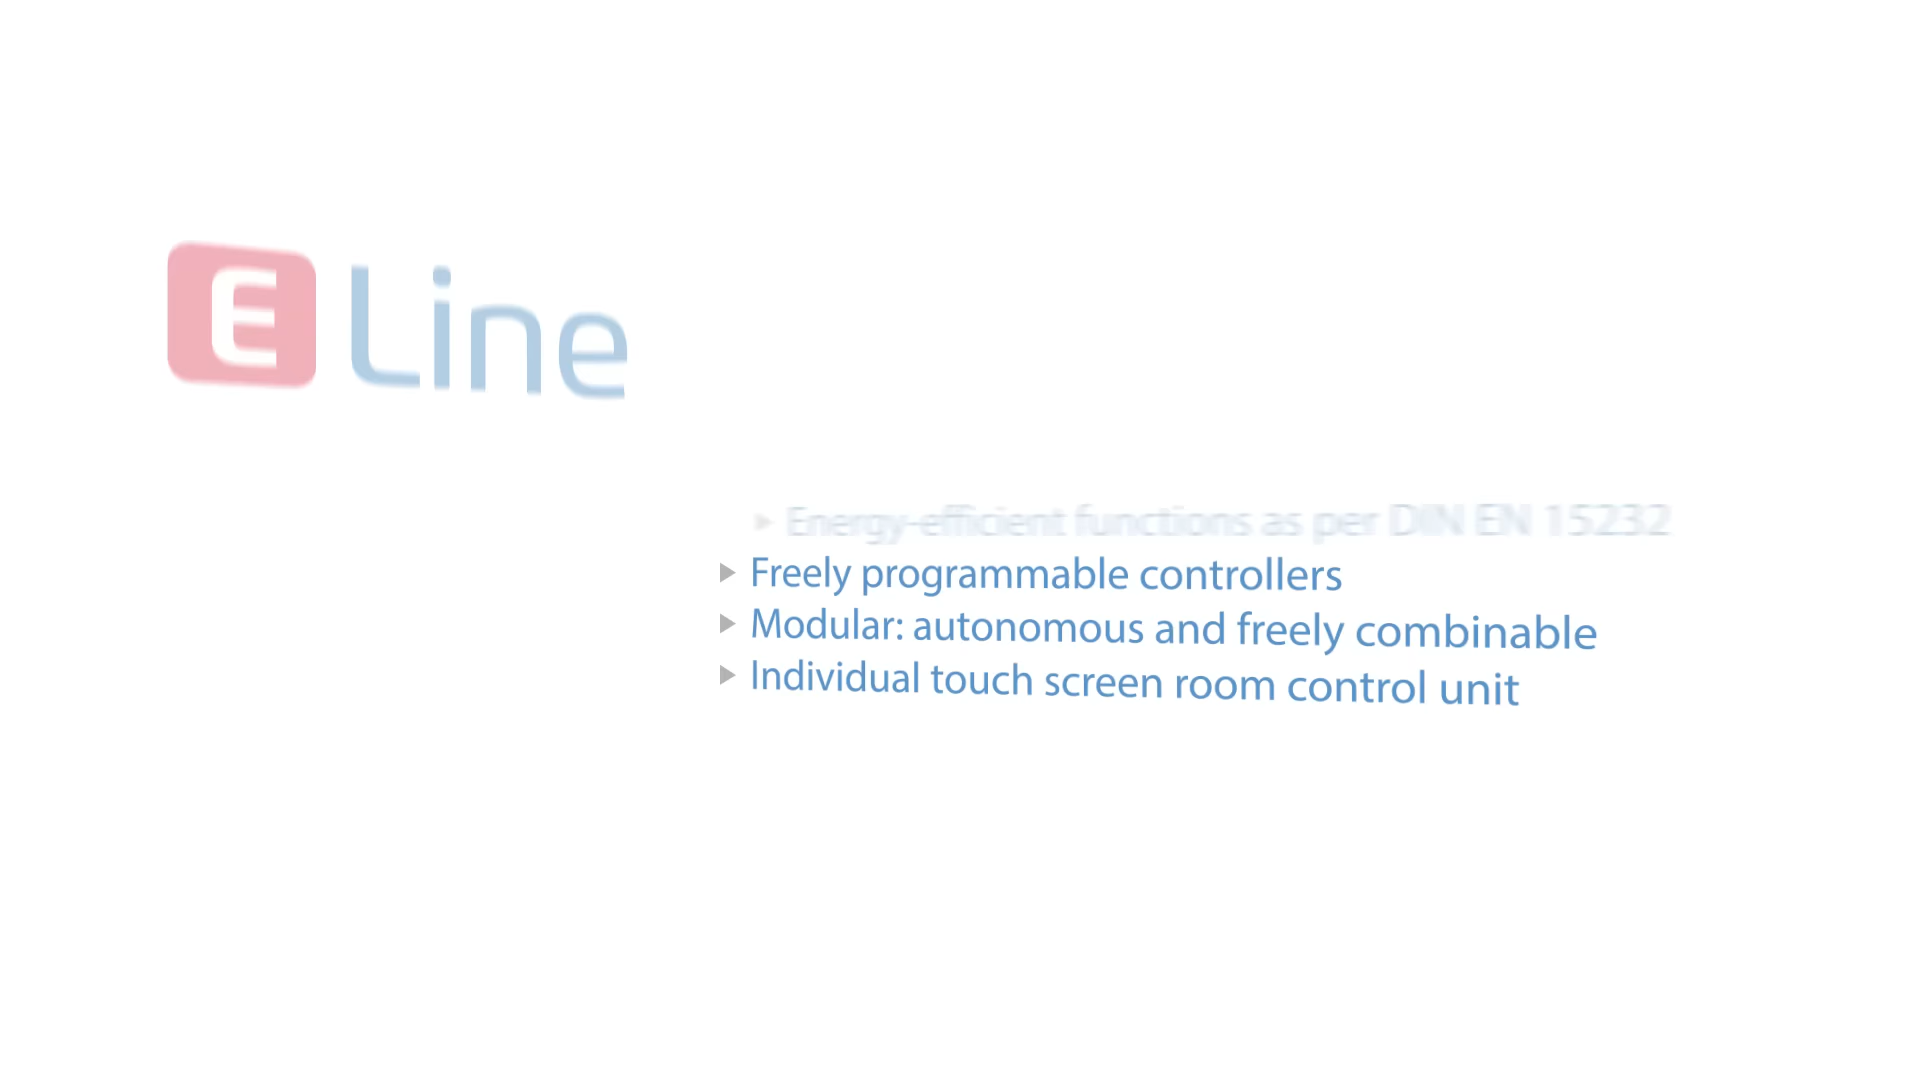 E Line
Energy-efficient functions as per DIN EN 15232
Freely programmable controllers
Modular: autonomous and freely combinable
Individual touch screen room control unit